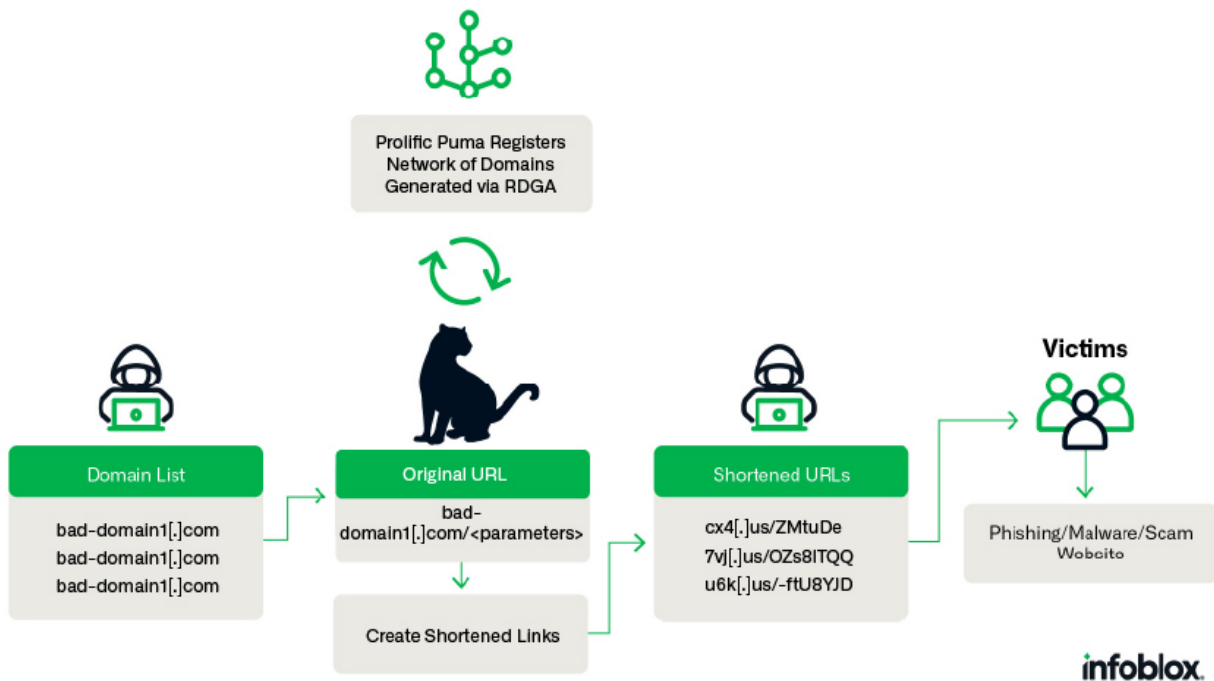 Prolific Puma Registers
Network of Domains
Generated via RDGA
Victims
Domain List
bad-domain1[.]com
bad-domain1[.]com
bad-domain1[.]com
Original URL
bad-
domain1[.]com/<parameters>
Create Shortened Links
Shortened URLs
cx4[.]us/ZMtuDe
7vj[.]us/OZs8ITQQ
u6k[.]us/-ftU8YJD
Phishing/Malware/Scam
Website
infoblox.